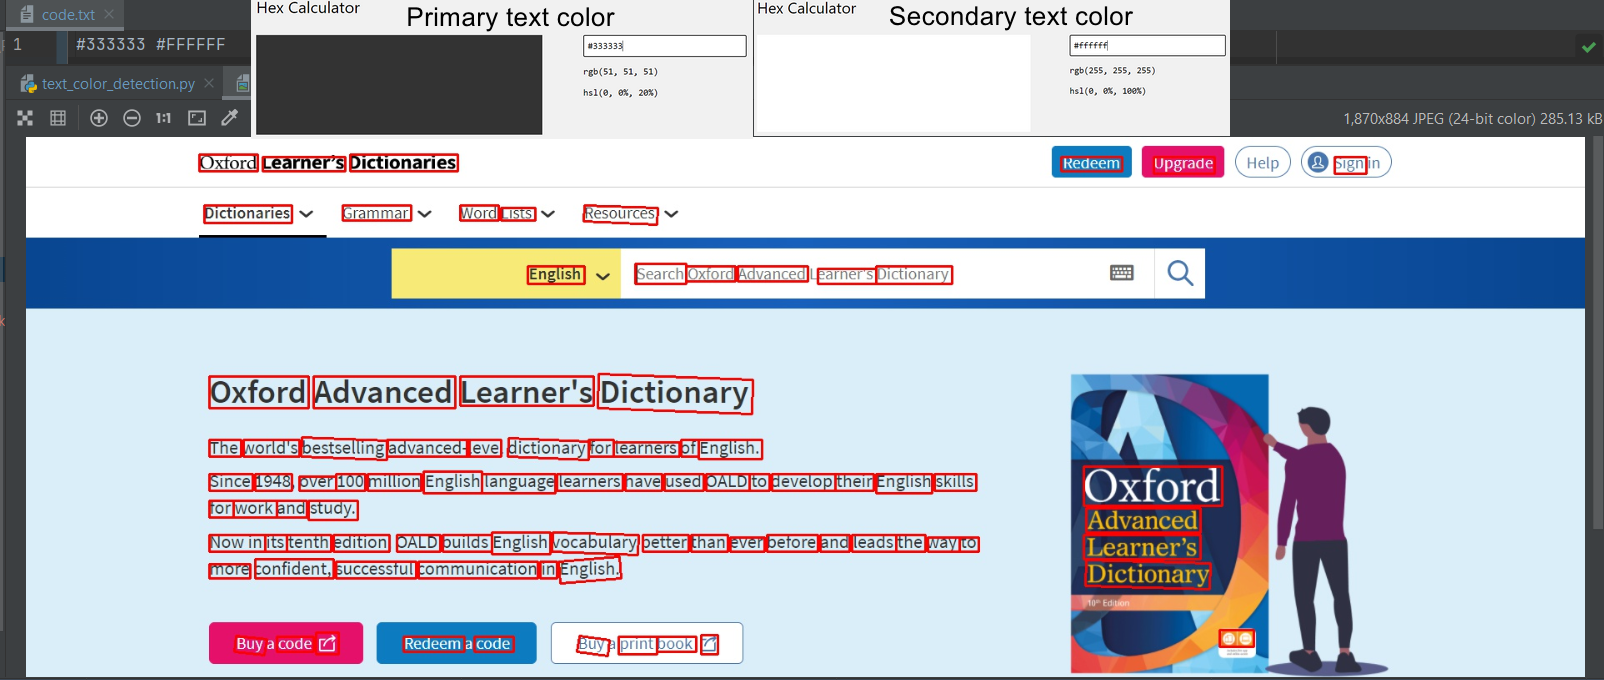 code.txt
1 #333333 #FFFFFF
text_color_detection.py
Hex Calculator
Primary text color
#333333
rgb(51, 51, 51)
hsl(0, 0%, 20%)
Hex Calculator
Secondary text color
#ffffff
rgb(255, 255, 255)
hsl(0, 0%, 100%)
1:1
1,870x884 JPEG (24-bit color) 285.13 kB
Oxford Learner's Dictionaries
Redeem Upgrade Help Sign in
Dictionaries Grammar Word Lists Resources
English Search Oxford Advanced Learner's Dictionary
Oxford Advanced Learner's Dictionary
The world's bestselling advanced-level dictionary for learners of English.
Since 1948, over 100 million English language learners have used OALD to develop their English skills
for work and study.
Now in its tenth edition, OALD builds English vocabulary better than ever before and leads the way to
more confident, successful communication in English.
Buy a code Redeem a code Buy a print book
Oxford
Advanced
Learner's
Dictionary
10th Edition